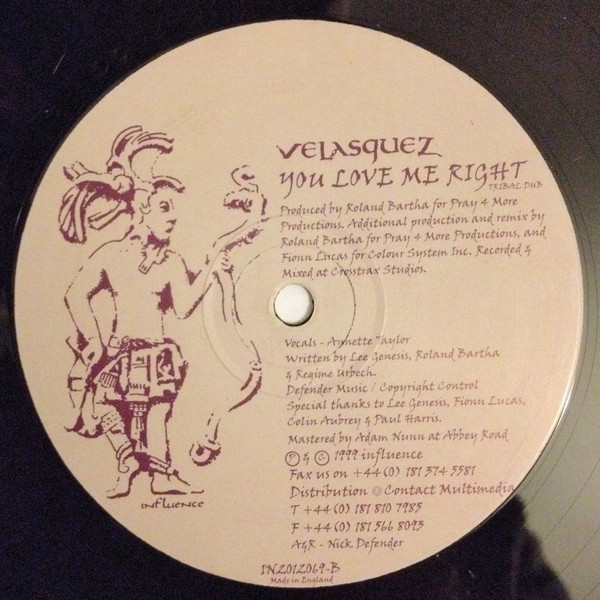 VELASQUEZ
YOU LOVE ME RIGHT
TRIBAL DUB
Produced by Roland Bartha for Pray 4 More
Productions. Additional production and remix by
Roland Bartha for Pray 4 More Productions, and
Fionn Lucas for Colour System Inc. Recorded &
Mixed at Crosstrax Studios.
Vocals - Annette Taylor
Written by Lee Genesis, Roland Bartha
& Regime Urbech.
Defender Music / Copyright Control
Special thanks to Lee Genesis, Fionn Lucas,
Colin Aubrey & Paul Harris.
Mastered by Adam Nunn at Abbey Road
℗ & © 1999 influence
Fax us on +44(0) 181 374 5581
Distribution @ Contact Multimedia
T +44(0) 181 810 7985
F +44(0) 181 566 8093
A&R - Nick Defender
influence
IN2012069-B
Made in England